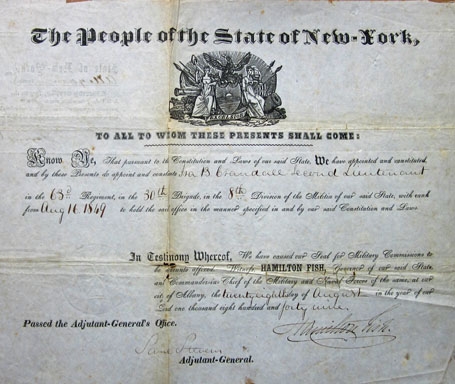 The People of the State of New-York,
EXCELSIOR
TO ALL TO WHOM THESE PRESENTS SHALL COME:
Know Ye, That pursuant to the Constitution and Laws of our said State, We have appointed and constituted,
and by these Presents do appoint and constitute Ira B Crandall Second Lieutenant
in the 63d Regiment, in the 30th Brigade, in the 8th Division of the Militia of our said State, with rank
from Aug 16 1849 to hold the said office in the manner specified in and by our said Constitution and Laws
In Testimony Whereof, We have caused our Seal for Military Commissions to
be hereunto affixed Witness HAMILTON FISH, Governor of our said State
and Commander-in Chief of the Military and Naval Forces of the same, at our
city of Albany, the twenty eighth day of August in the year of our
Lord one thousand eight hundred and forty nine.
Passed the Adjutant-General's Office.
Hamilton Fish.
Stevens
Adjutant-General.